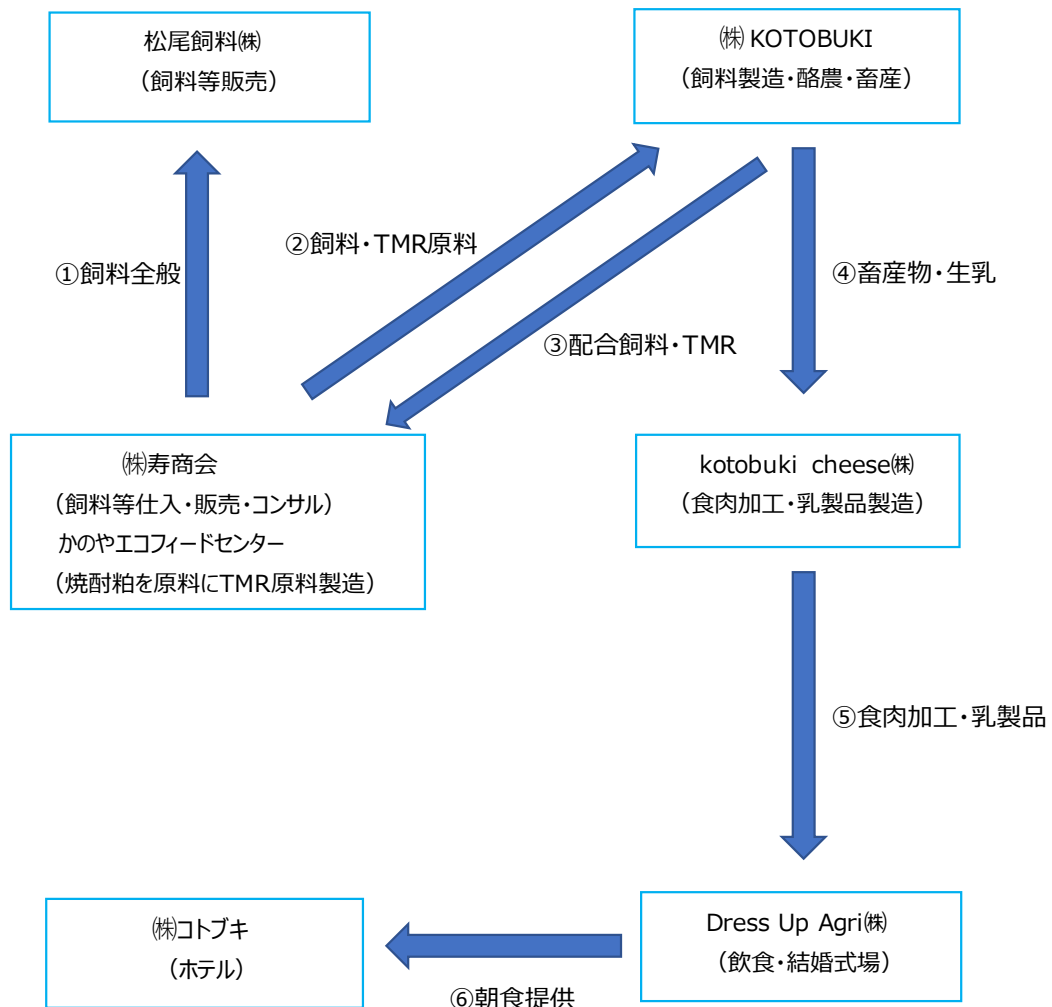 松尾飼料㈱
（飼料等販売）
㈱ KOTOBUKI
（飼料製造・酪農・畜産）
①飼料全般
②飼料・TMR原料
③配合飼料・TMR
④畜産物・生乳
㈱寿商会
（飼料等仕入・販売・コンサル）
かのやエコフィードセンター
（焼酎粕を原料にTMR原料製造）
kotobuki cheese㈱
（食肉加工・乳製品製造）
⑤食肉加工・乳製品
㈱コトブキ
（ホテル）
Dress Up Agri㈱
（飲食・結婚式場）
⑥朝食提供